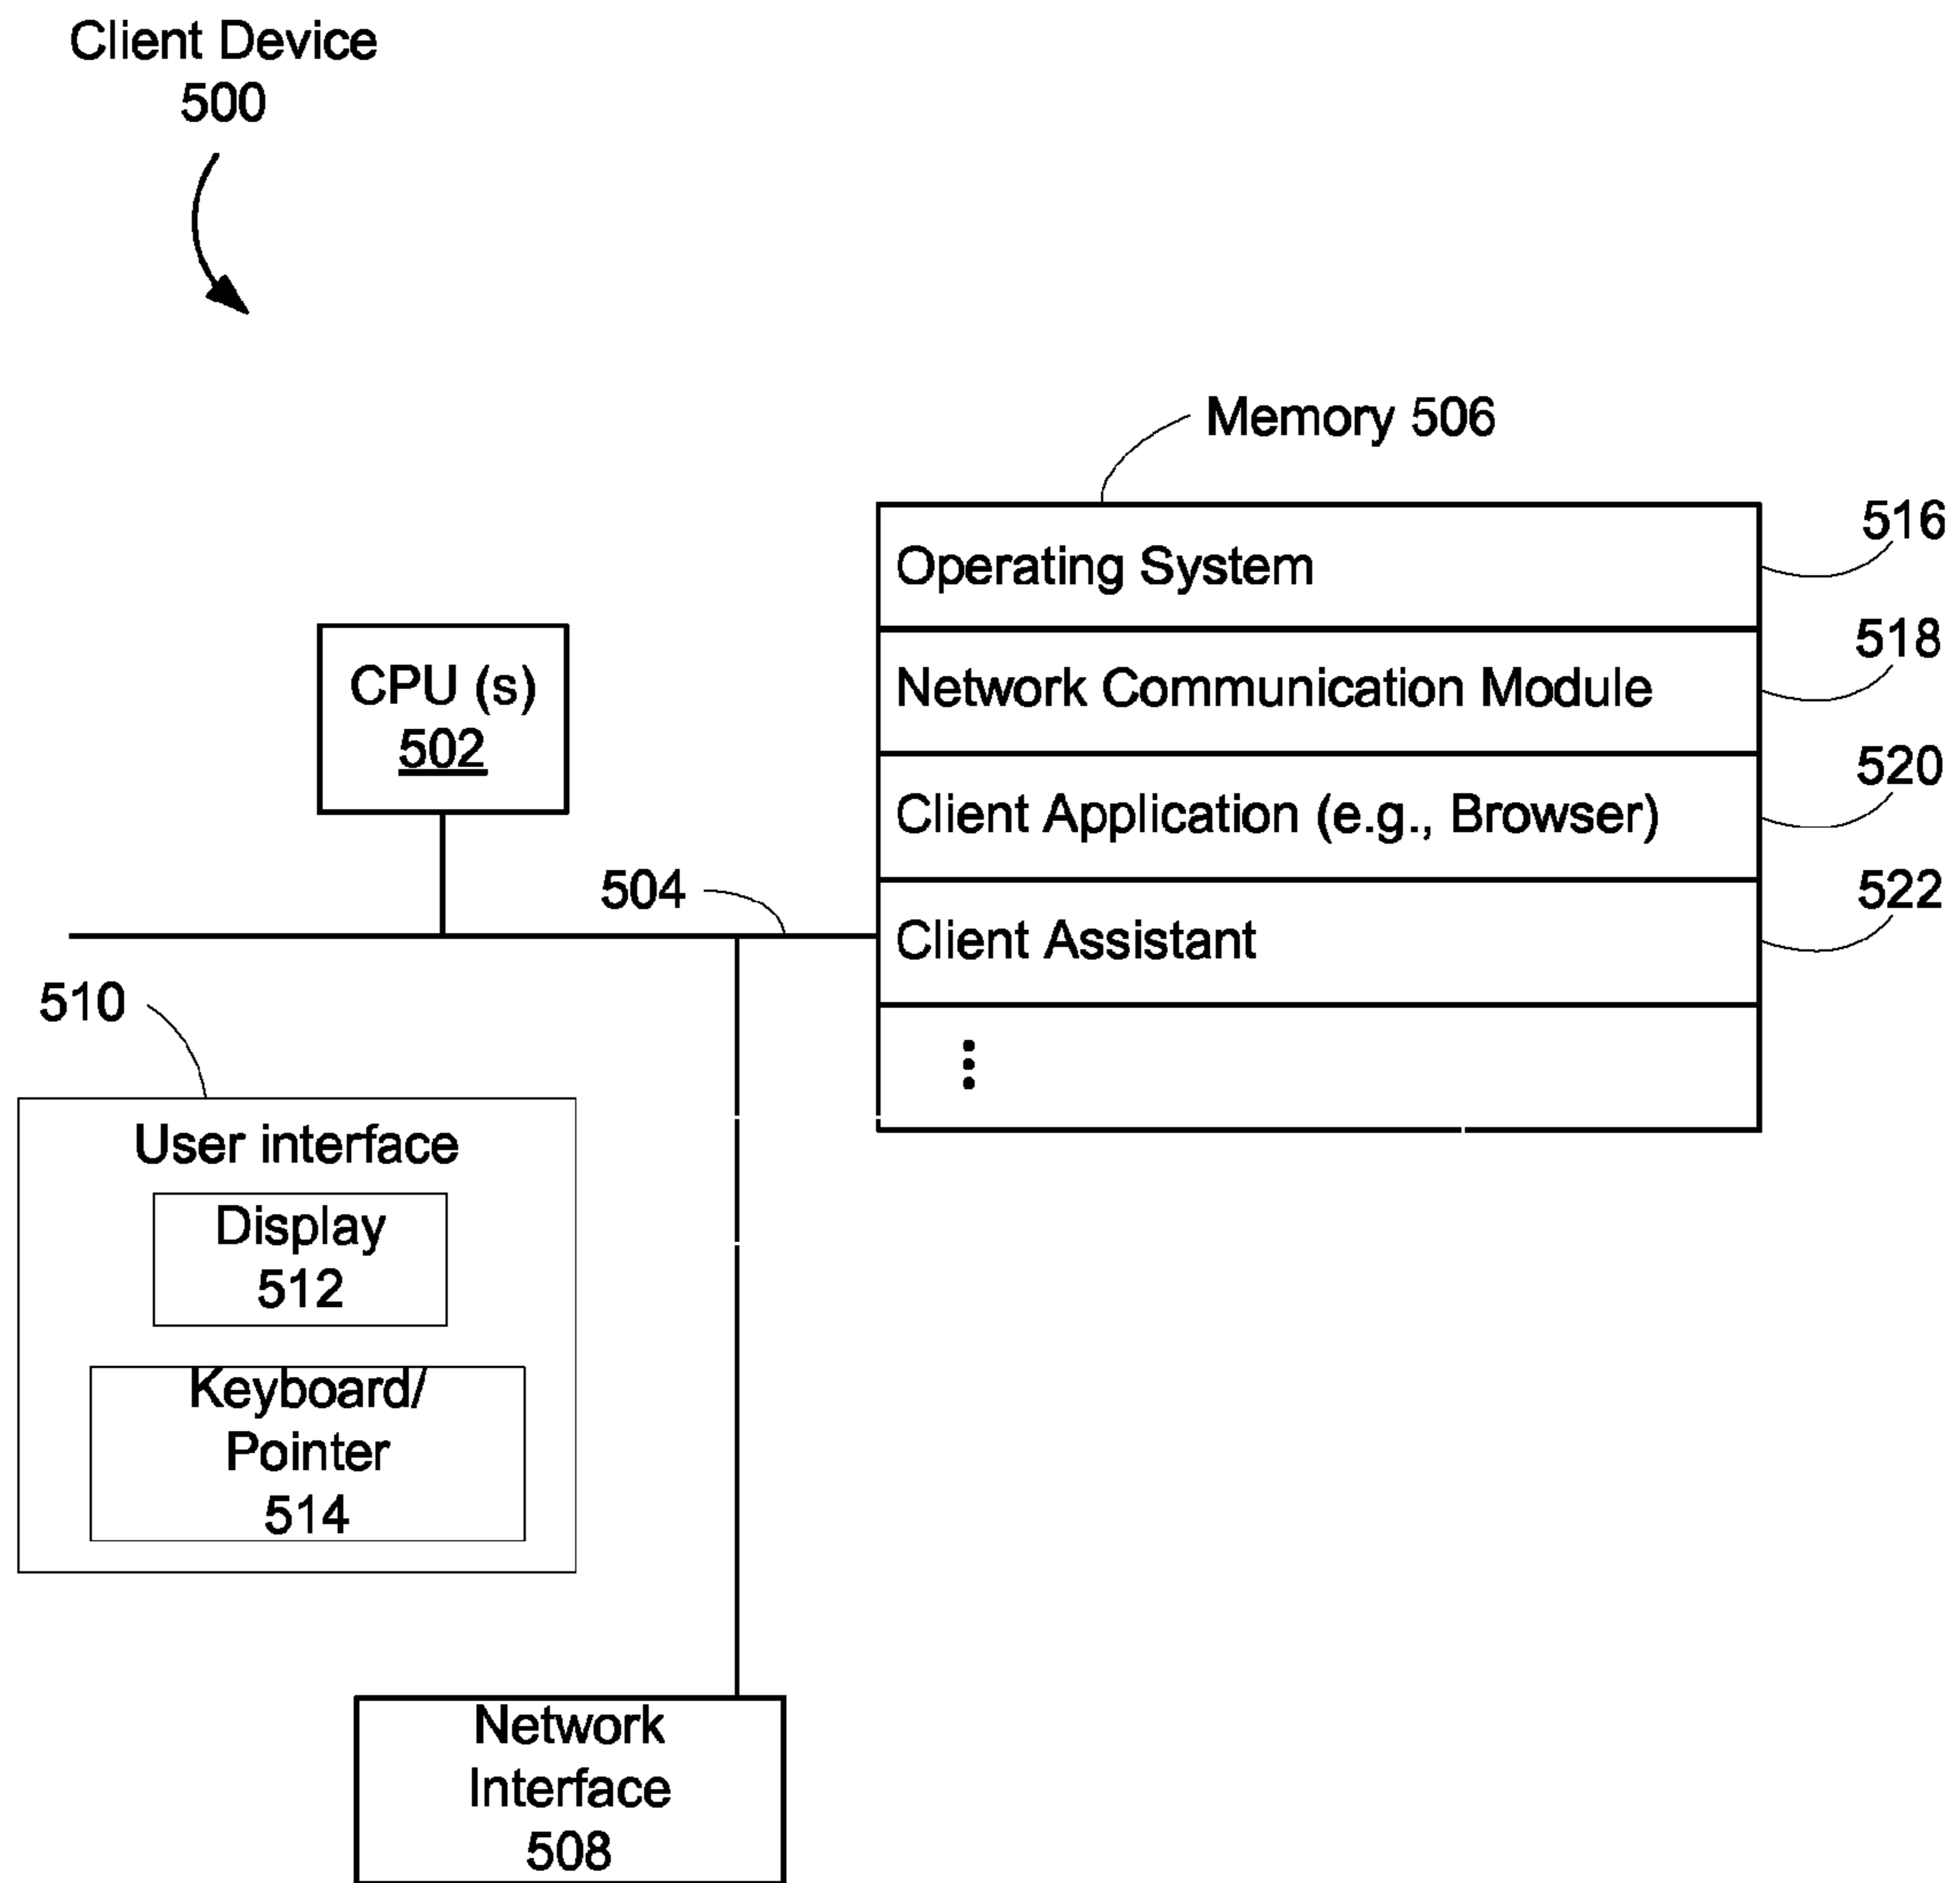 Client Device
500
Memory 506
Operating System
516
Network Communication Module
518
Client Application (e.g., Browser)
520
Client Assistant
522
CPU (s)
502
504
510
User interface
Display
512
Keyboard/
Pointer
514
Network
Interface
508